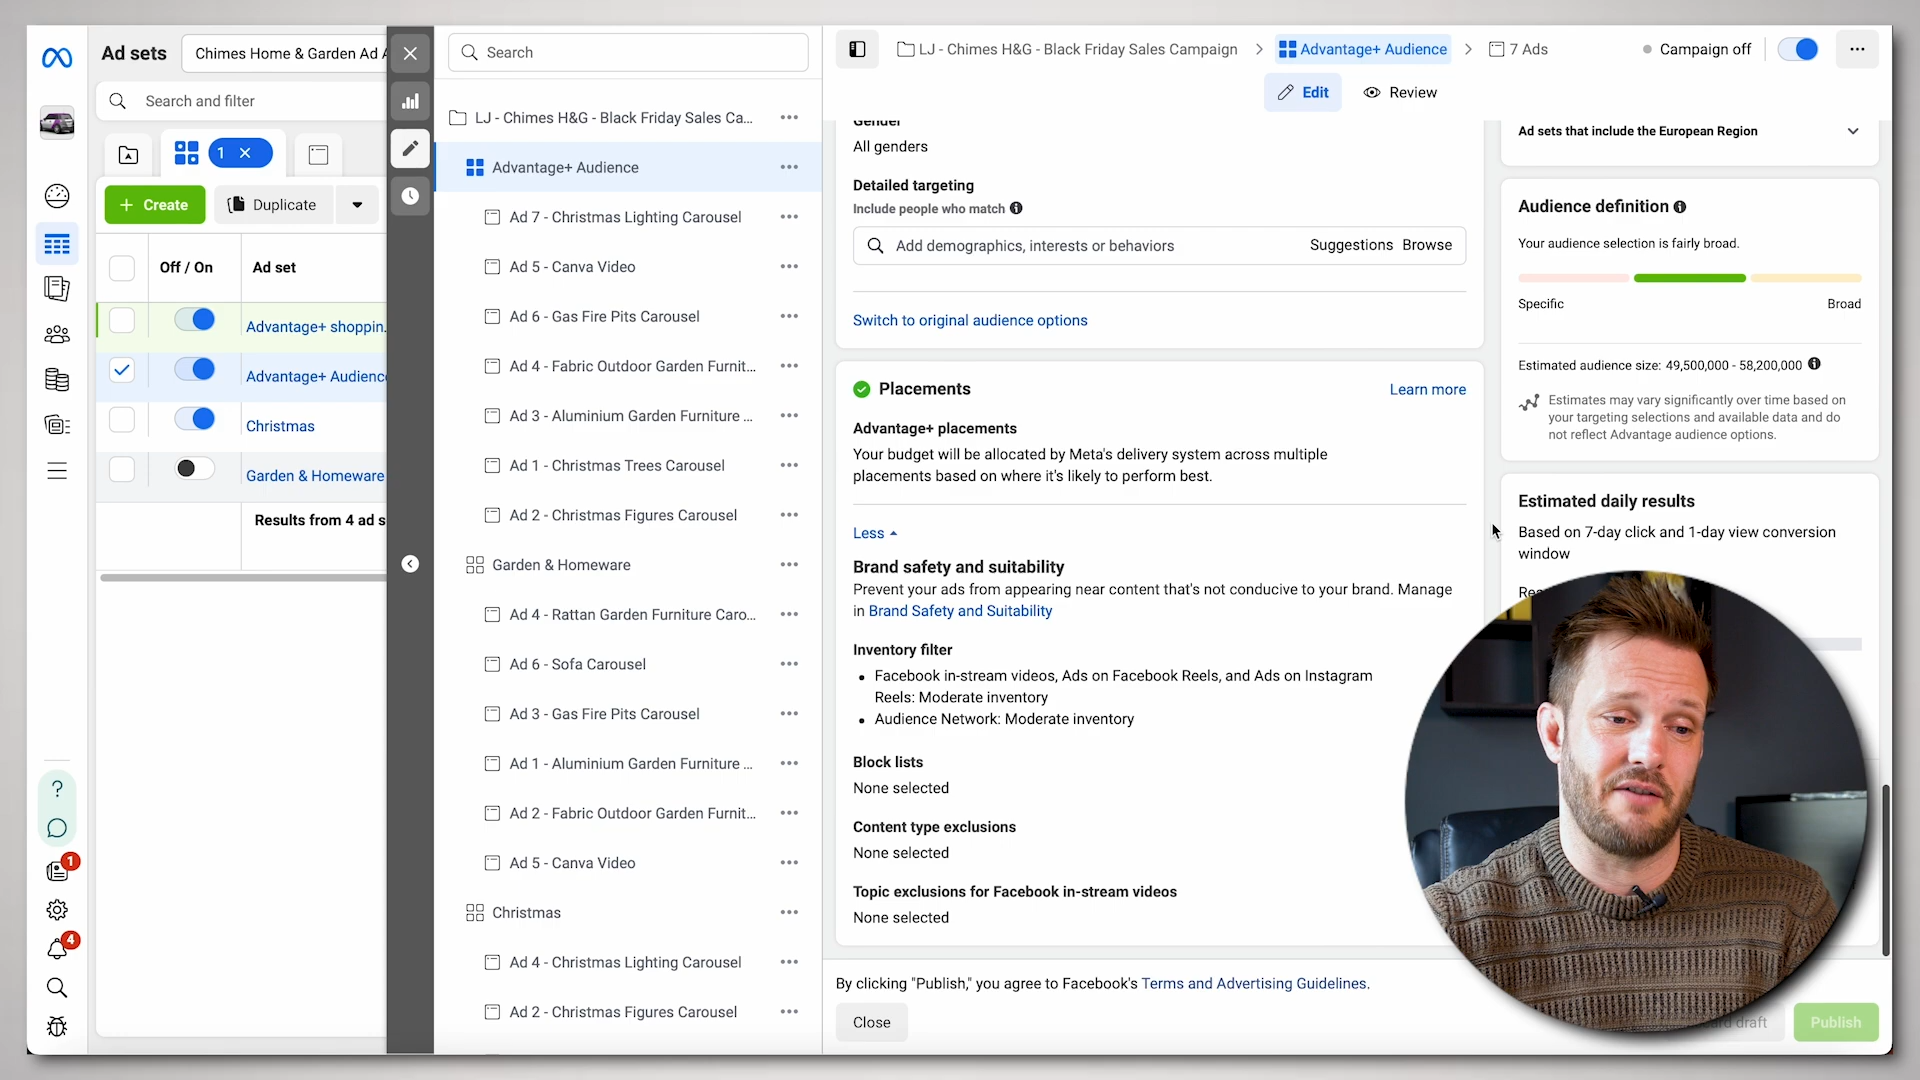 Ad sets
Chimes Home & Garden Ad A
Search and filter
1
Create
Duplicate
Off / On
Ad set
Advantage+ shoppin.
Advantage+ Audience
Christmas
Garden & Homeware
Results from 4 ad s
?
1
4
Search
LJ - Chimes H&G - Black Friday Sales Ca...
Advantage+ Audience
Ad 7 - Christmas Lighting Carousel
Ad 5 - Canva Video
Ad 6 - Gas Fire Pits Carousel
Ad 4 - Fabric Outdoor Garden Furnit...
Ad 3 - Aluminium Garden Furniture ...
Ad 1 - Christmas Trees Carousel
Ad 2 - Christmas Figures Carousel
Garden & Homeware
Ad 4 - Rattan Garden Furniture Caro...
Ad 6 - Sofa Carousel
Ad 3 - Gas Fire Pits Carousel
Ad 1 - Aluminium Garden Furniture ...
Ad 2 - Fabric Outdoor Garden Furnit...
Ad 5 - Canva Video
Christmas
Ad 4 - Christmas Lighting Carousel
Ad 2 - Christmas Figures Carousel
LJ - Chimes H&G - Black Friday Sales Campaign
Advantage+ Audience
7 Ads
Campaign off
Edit
Review
Gender
All genders
Detailed targeting
Include people who match
Add demographics, interests or behaviors
Suggestions
Browse
Switch to original audience options
Placements
Learn more
Advantage+ placements
Your budget will be allocated by Meta's delivery system across multiple
placements based on where it's likely to perform best.
Less
Brand safety and suitability
Prevent your ads from appearing near content that's not conducive to your brand. Manage
in Brand Safety and Suitability
Inventory filter
Facebook in-stream videos, Ads on Facebook Reels, and Ads on Instagram
Reels: Moderate inventory
Audience Network: Moderate inventory
Block lists
None selected
Content type exclusions
None selected
Topic exclusions for Facebook in-stream videos
None selected
By clicking "Publish," you agree to Facebook's Terms and Advertising Guidelines.
Close
draft
Publish
Ad sets that include the European Region
Audience definition
Your audience selection is fairly broad.
Specific
Broad
Estimated audience size: 49,500,000 - 58,200,000
Estimates may vary significantly over time based on
your targeting selections and available data and do
not reflect Advantage audience options.
Estimated daily results
Based on 7-day click and 1-day view conversion
window